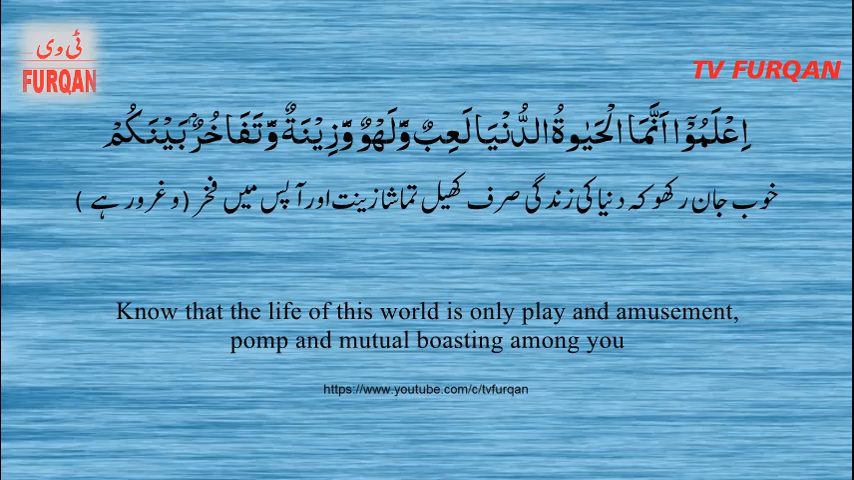 ٹی وی
FURQAN
TV FURQAN
اِعْلَمُوْٓا اَنَّمَا الْحَيٰوةُ الدُّنْيَا لَعِبٌ وَّلَهْوٌ وَّزِيْنَةٌ وَّتَفَاخُرٌۢ بَيْنَكُمْ
خوب جان رکھو کہ دنیا کی زندگی صرف کھیل تماشا زینت اور آپس میں فخر (و غرور ہے )
Know that the life of this world is only play and amusement,
pomp and mutual boasting among you
https://www.youtube.com/c/tvfurqan